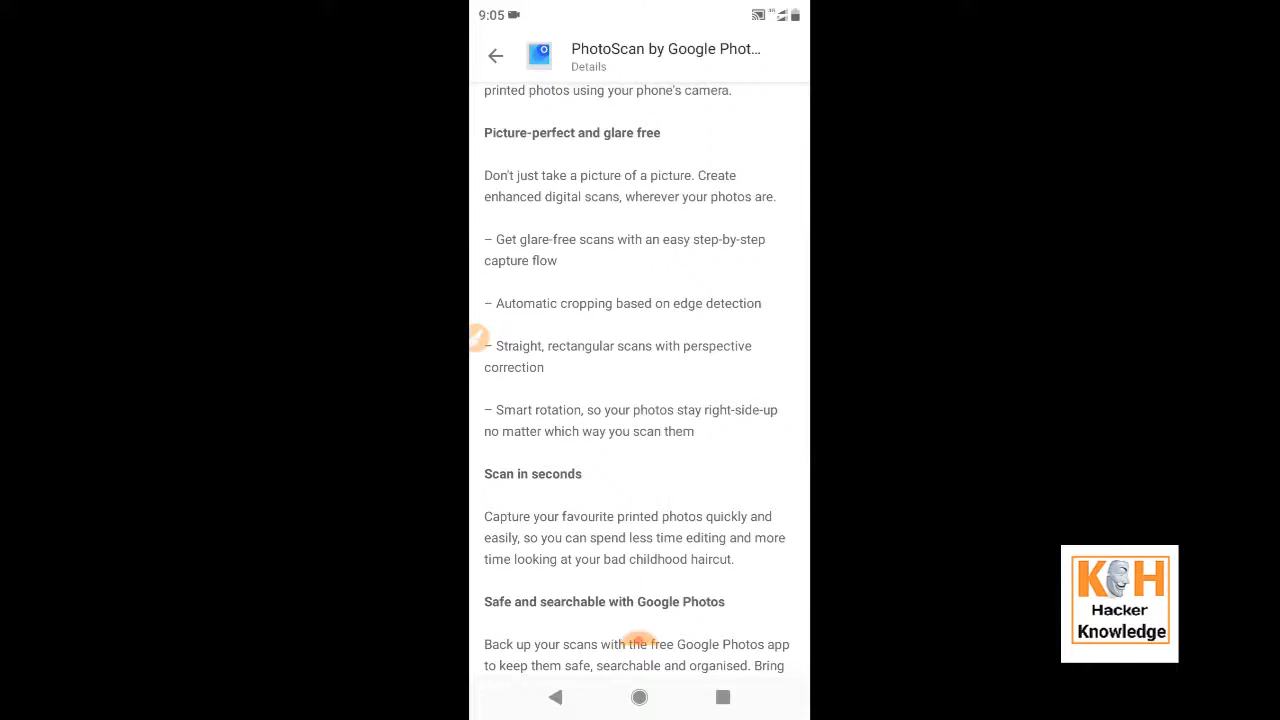 9:05
3G
PhotoScan by Google Phot...
Details
printed photos using your phone's camera.
Picture-perfect and glare free
Don't just take a picture of a picture. Create
enhanced digital scans, wherever your photos are.
– Get glare-free scans with an easy step-by-step
capture flow
– Automatic cropping based on edge detection
– Straight, rectangular scans with perspective
correction
– Smart rotation, so your photos stay right-side-up
no matter which way you scan them
Scan in seconds
Capture your favourite printed photos quickly and
easily, so you can spend less time editing and more
time looking at your bad childhood haircut.
Safe and searchable with Google Photos
Back up your scans with the free Google Photos app
to keep them safe, searchable and organised. Bring
K H
Hacker
Knowledge